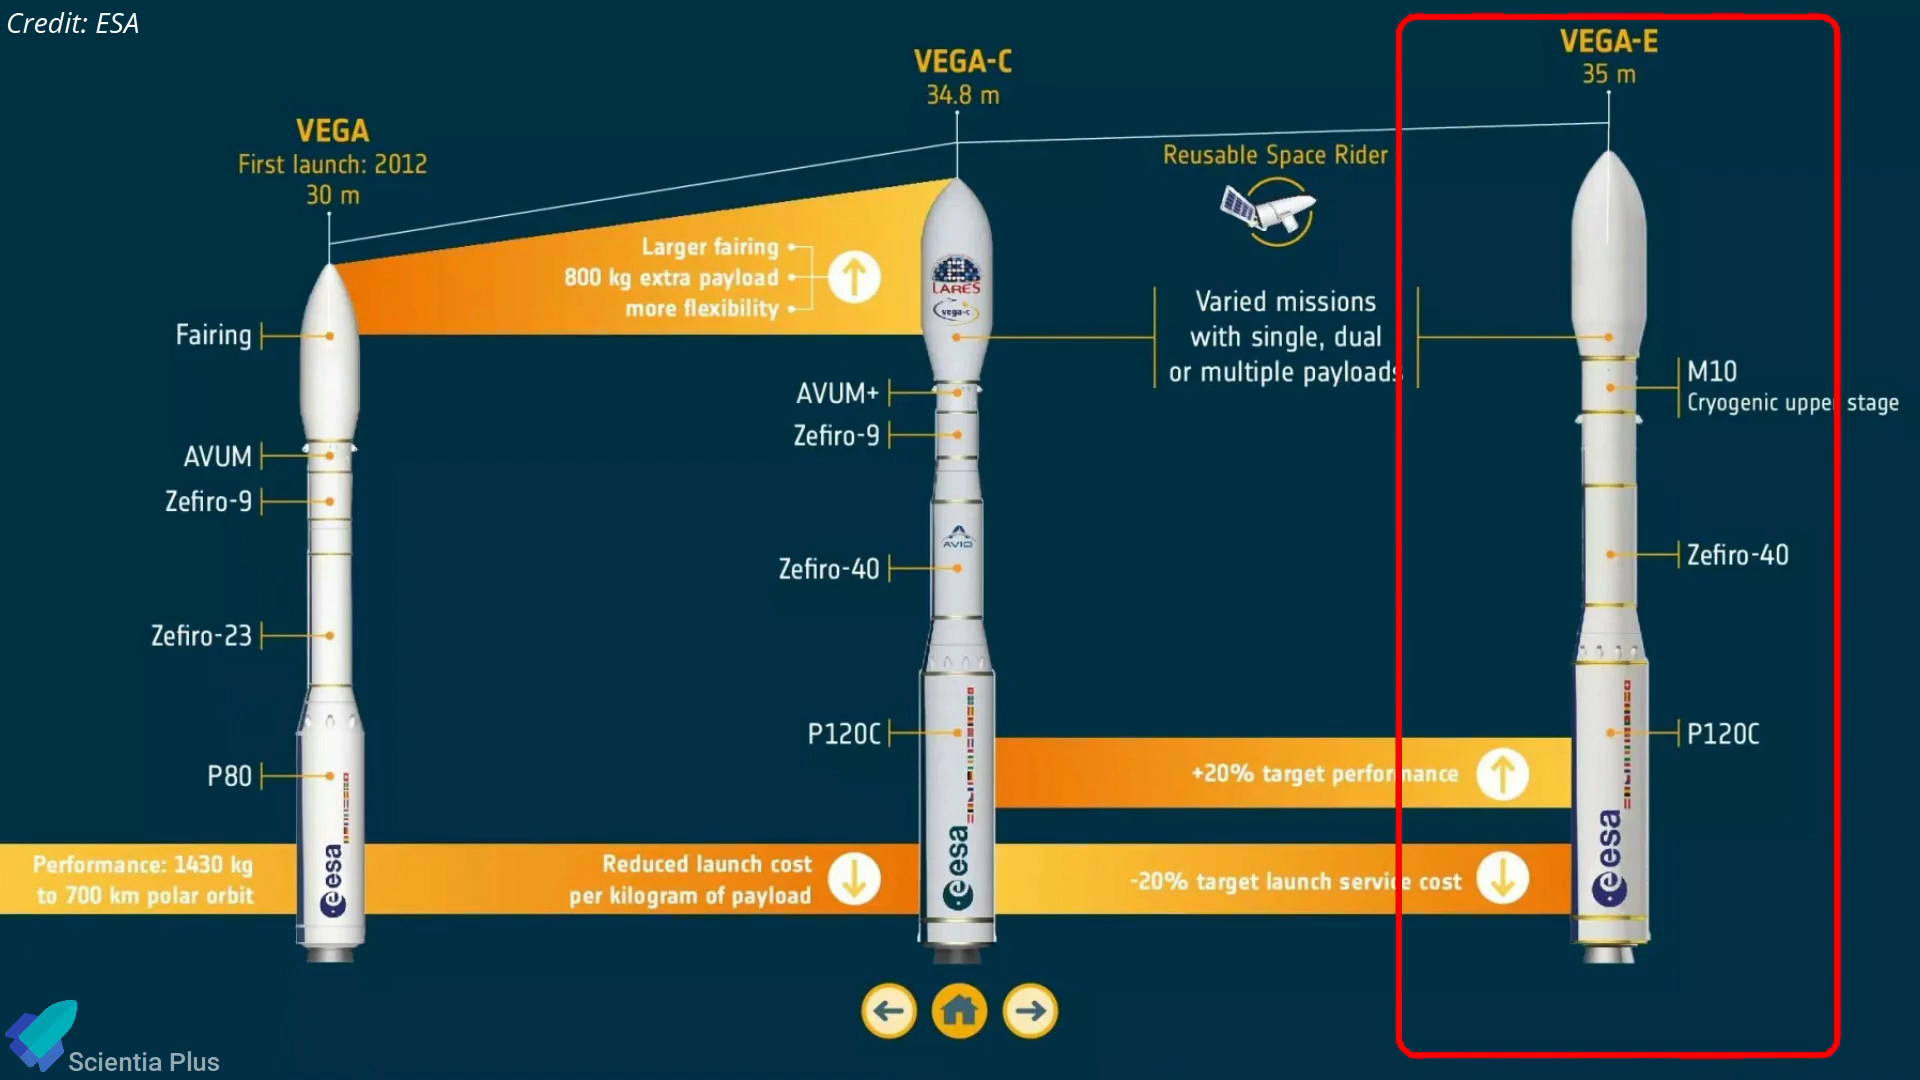 Credit: ESA
VEGA
First launch: 2012
30 m
Fairing
AVUM
Zefiro-9
Zefiro-23
P80
Performance: 1430 kg
to 700 km polar orbit
esa
Larger fairing
800 kg extra payload
more flexibility
Reduced launch cost
per kilogram of payload
VEGA-C
34.8 m
LARES
vega-c
AVUM+
Zefiro-9
AVIO
Zefiro-40
P120C
esa
Reusable Space Rider
Varied missions
with single, dual
or multiple payloads
+20% target performance
-20% target launch service cost
VEGA-E
35 m
M10
Cryogenic upper stage
Zefiro-40
P120C
esa
Scientia Plus